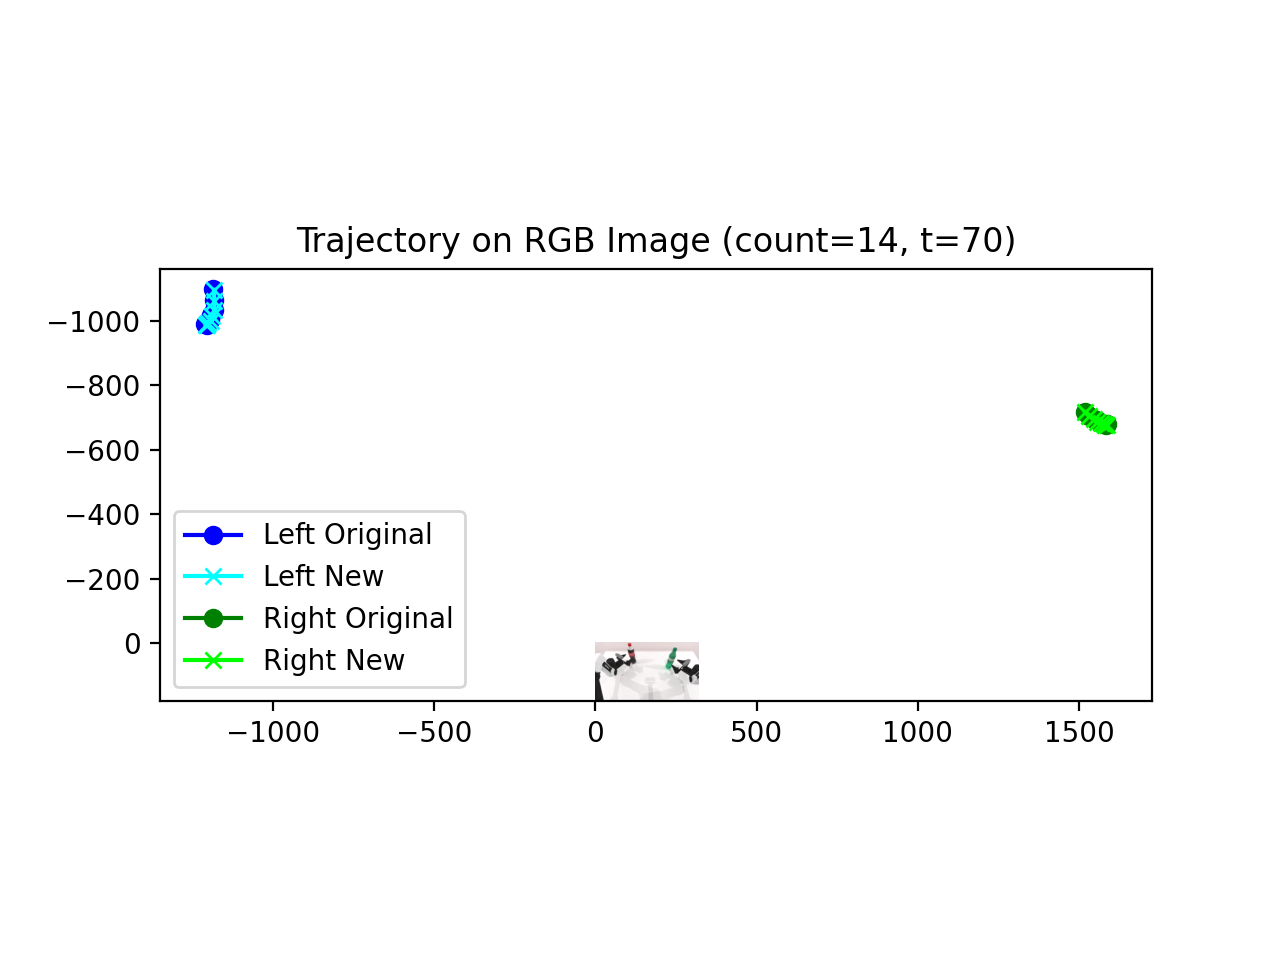 Trajectory on RGB Image (count=14, t=70)
−1000
−800
−600
−400
−200
0
Left Original
Left New
Right Original
Right New
−1000 −500 0 500 1000 1500